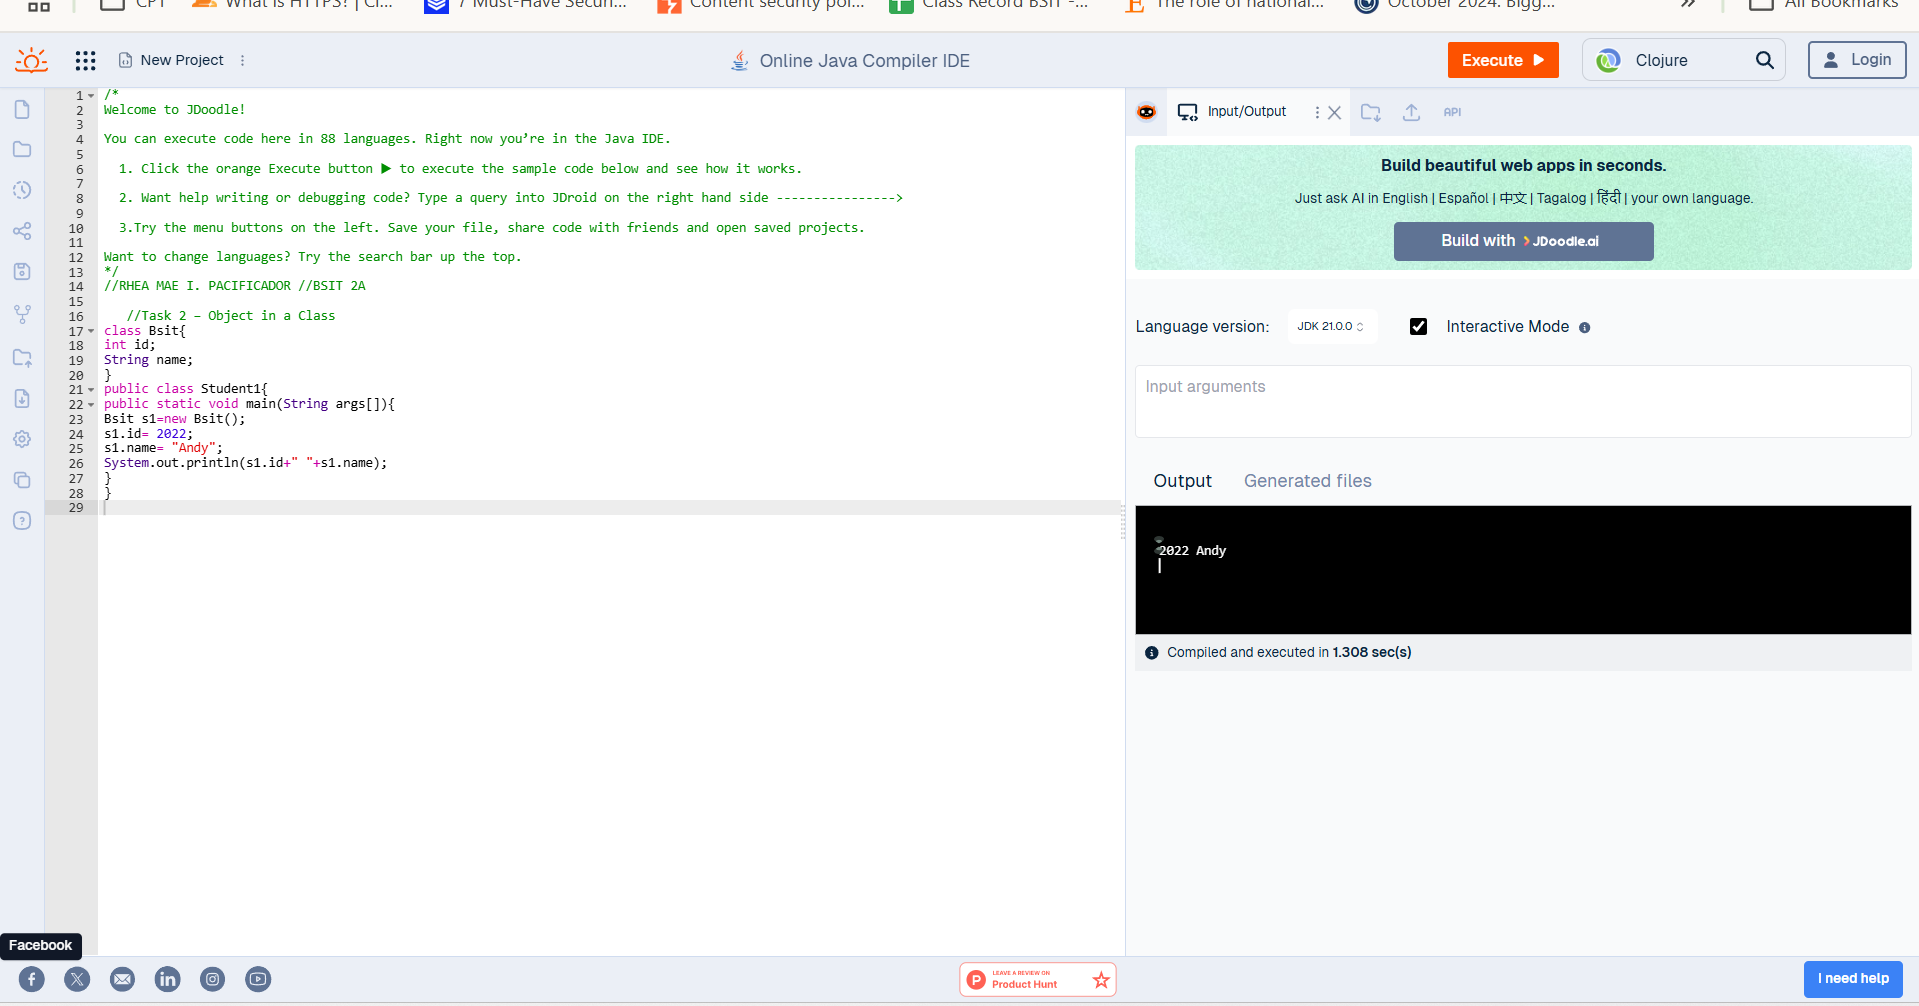 CPT
What is HTTPS? | Cl...
7 Must-Have Securi...
Content security pol...
Class Record BSIT -...
The role of national...
October 2024: Bigg...
»
All Bookmarks
New Project
Online Java Compiler IDE
Execute
Clojure
Login
1 /*
2 Welcome to JDoodle!
3
4 You can execute code here in 88 languages. Right now you’re in the Java IDE.
5
6 1. Click the orange Execute button ▶ to execute the sample code below and see how it works.
7
8 2. Want help writing or debugging code? Type a query into JDroid on the right hand side ---------------->
9
10 3.Try the menu buttons on the left. Save your file, share code with friends and open saved projects.
11
12 Want to change languages? Try the search bar up the top.
13 */
14 //RHEA MAE I. PACIFICADOR //BSIT 2A
15
16 //Task 2 – Object in a Class
17 class Bsit{
18 int id;
19 String name;
20 }
21 public class Student1{
22 public static void main(String args[]){
23 Bsit s1=new Bsit();
24 s1.id= 2022;
25 s1.name= "Andy";
26 System.out.println(s1.id+" "+s1.name);
27 }
28 }
29
Input/Output
API
Build beautiful web apps in seconds.
Just ask AI in English | Español | 中文 | Tagalog | हिंदी | your own language.
Build with JDoodle.ai
Language version:
JDK 21.0.0
Interactive Mode
Input arguments
Output
Generated files
2022 Andy
Compiled and executed in 1.308 sec(s)
Facebook
LEAVE A REVIEW ON
Product Hunt
I need help